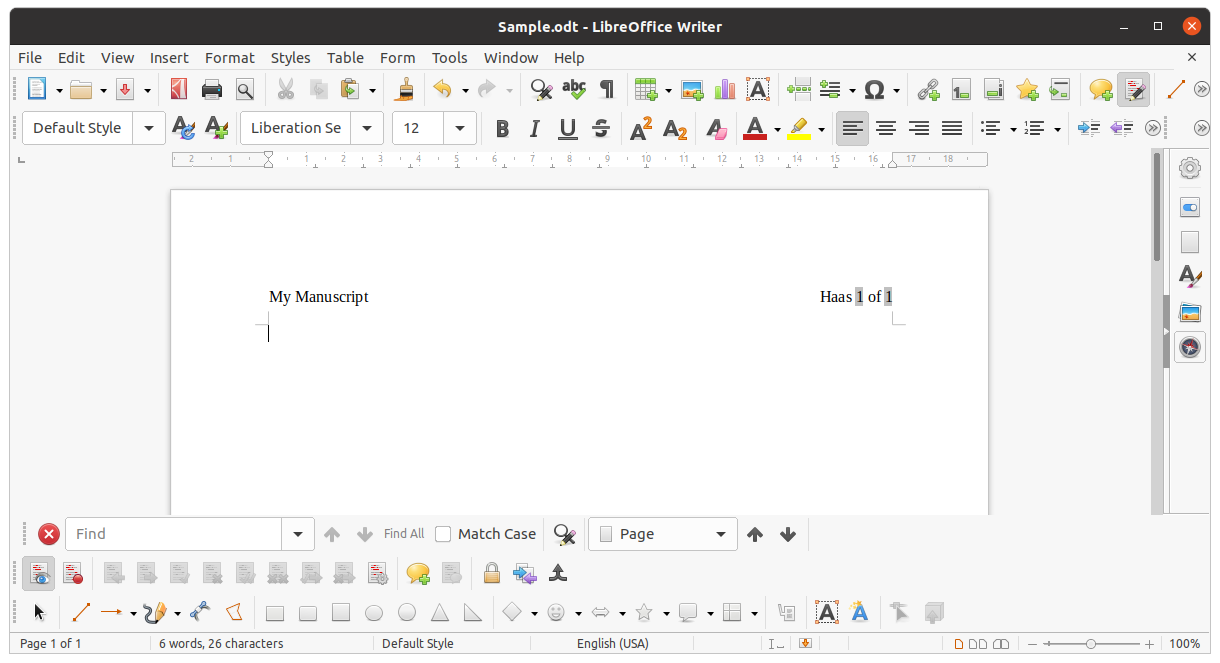 Sample.odt - LibreOffice Writer
File Edit View Insert Format Styles Table Form Tools Window Help
Default Style Liberation Se 12
2 1 1 2 3 4 5 6 7 8 9 10 11 12 13 14 15 16 17 18
My Manuscript Haas 1 of 1
Find Find All Match Case Page
Page 1 of 1 6 words, 26 characters Default Style English (USA) 100%